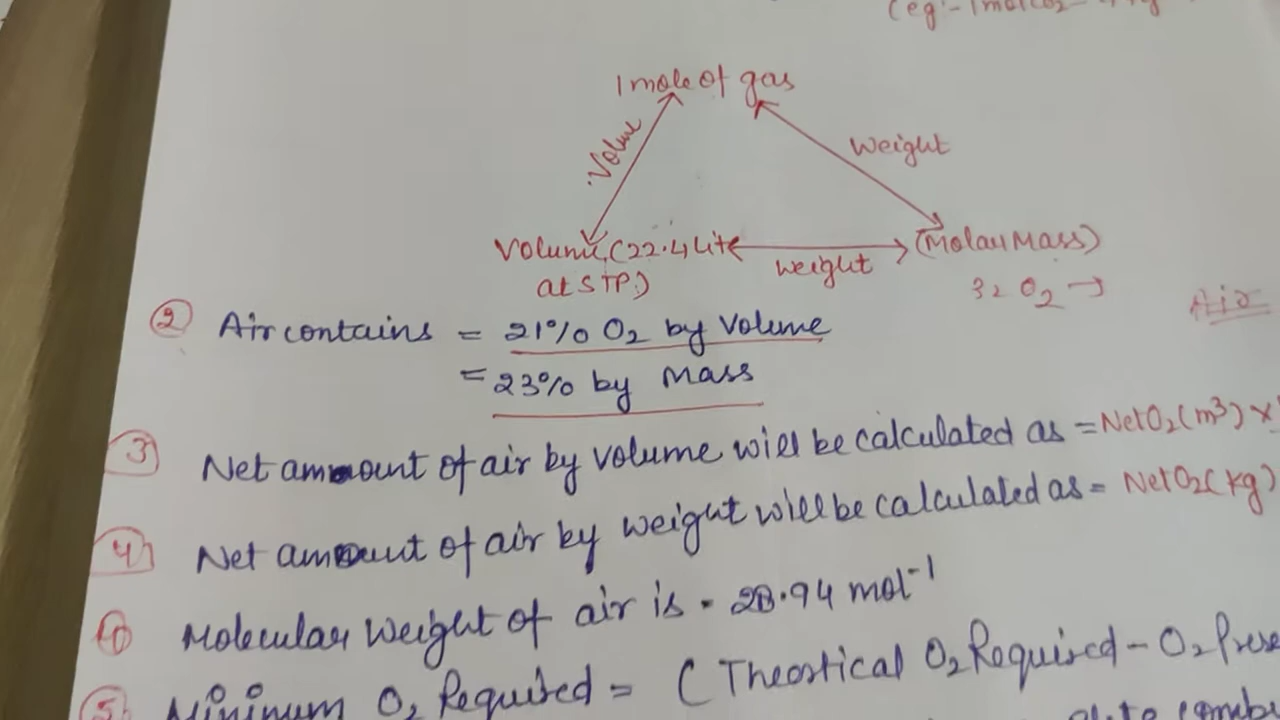 (eg:- 1molCO2-
1 mole of gas
Volume
Weight
Volume (22.4 Lit
at STP)
weight
(Molar Mass)
32 O2 →
Air
② Air contains = 21% O2 by Volume
= 23% by Mass
③ Net amount of air by volume will be calculated as = Net O2 (m³) ×
④ Net amount of air by weight will be calculated as = Net O2 (kg)
Molecular Weight of air is = 28.94 mol⁻¹
⑤ Mininum O2 Required = (Theortical O2 Required - O2 Prese